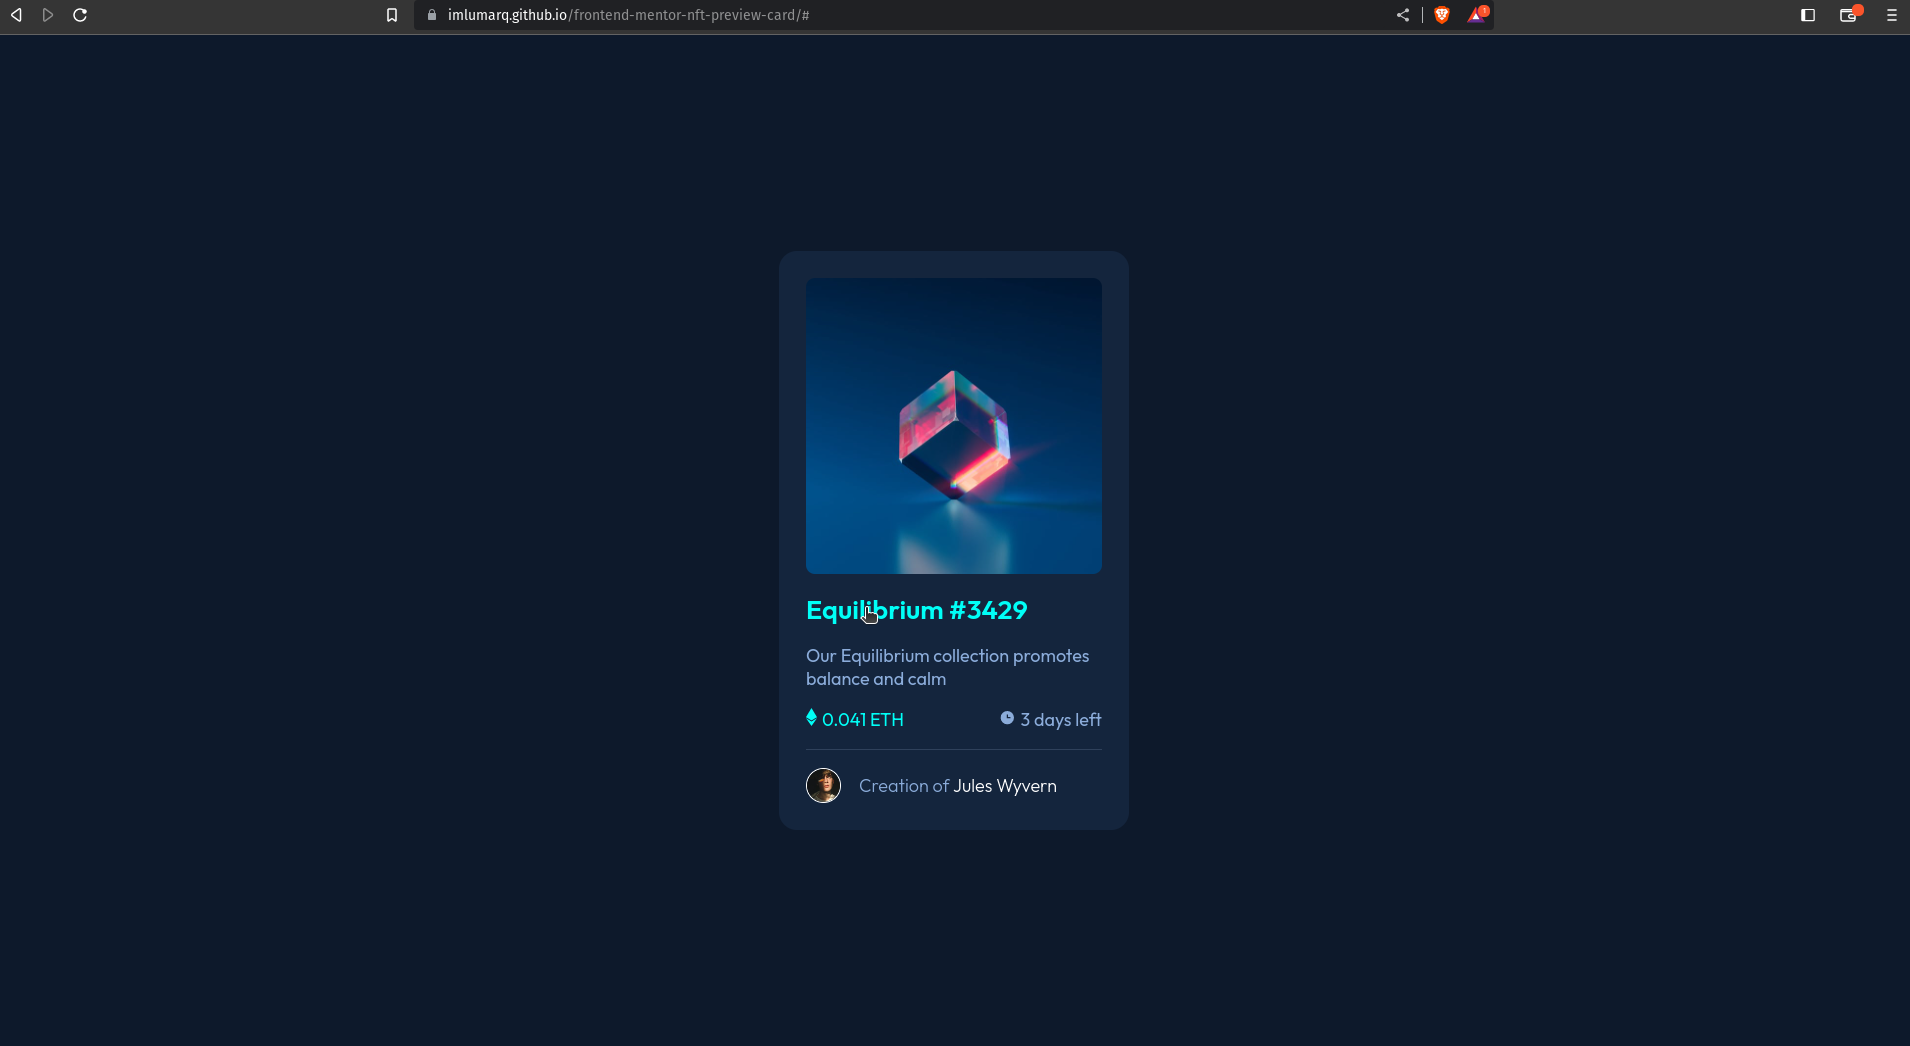 imlumarq.github.io/frontend-mentor-nft-preview-card/#
1
Equilibrium #3429
Our Equilibrium collection promotes
balance and calm
0.041 ETH
3 days left
Creation of Jules Wyvern